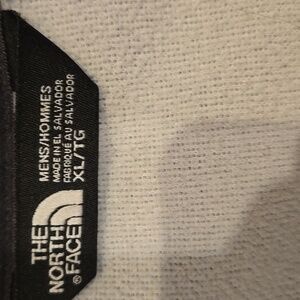 MENS/HOMMES
MADE IN EL SALVADOR
FABRIQUÉ AU SALVADOR
XL/TG
THE
NORTH
FACE®